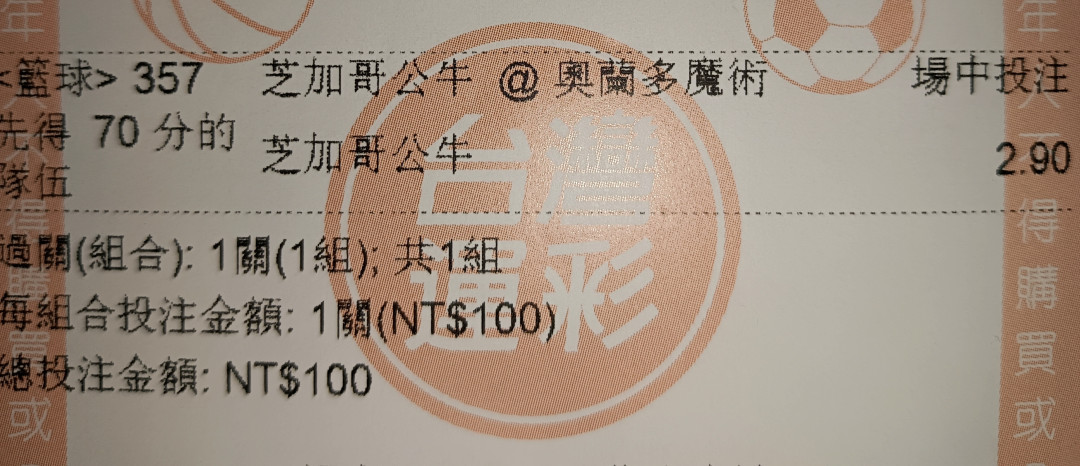 <籃球> 357 芝加哥公牛 @ 奧蘭多魔術 場中投注
先得 70 分的隊伍 芝加哥公牛 2.90
過關(組合): 1關(1組); 共1組
每組合投注金額: 1關(NT$100)
總投注金額: NT$100
台灣
運彩
年
得
購
買
或